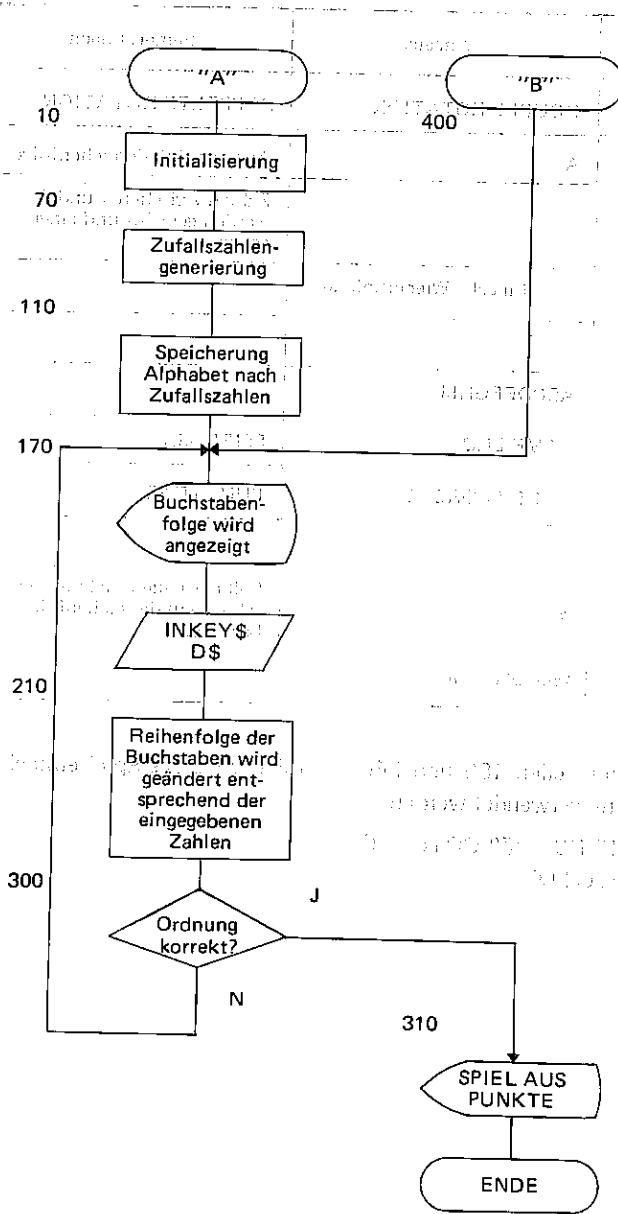 "A"
"B"
10
400
Initialisierung
70
Zufallszahlen-
generierung
110
Speicherung
Alphabet nach
Zufallszahlen
170
Buchstaben-
folge wird
angezeigt
INKEY$
D$
210
Reihenfolge der
Buchstaben wird
geändert ent-
sprechend der
eingegebenen
Zahlen
300
J
Ordnung
korrekt?
N
310
SPIEL AUS
PUNKTE
ENDE